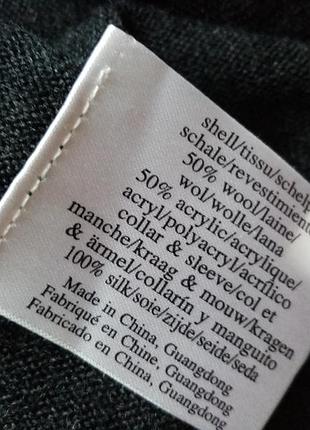 shell/tissu/schelp
schale/revestimiento
50% wool/laine/
wol/wolle/lana
50% acrylic/acrylique/
acryl/polyacryl/acrílico
collar & sleeve/col et
manche/kraag & mouw/kragen
& ärmel/collarín y manguito
100% silk/soie/zijde/seide/seda
Made in China, Guangdong
Fabriqué en Chine, Guangdong
Fabricado en China, Guangdong